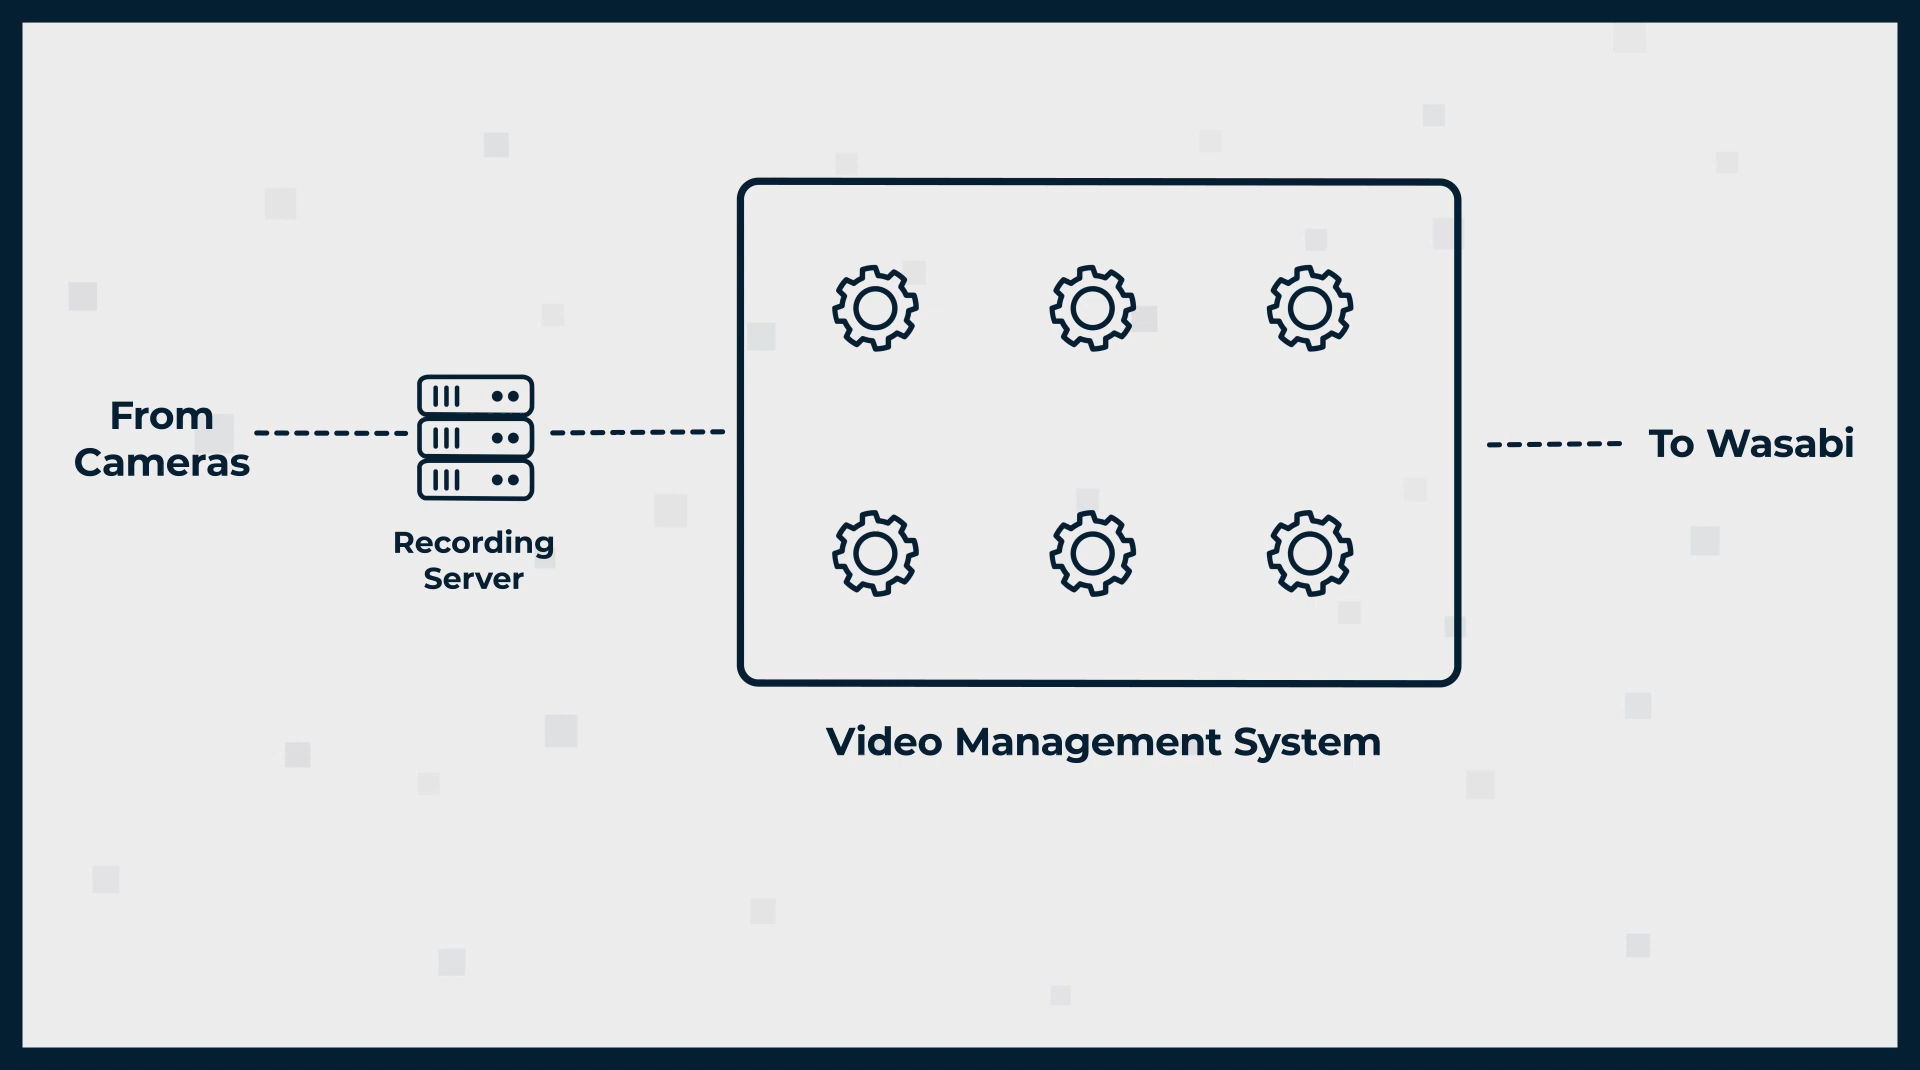 From
Cameras
Recording
Server
Video Management System
To Wasabi